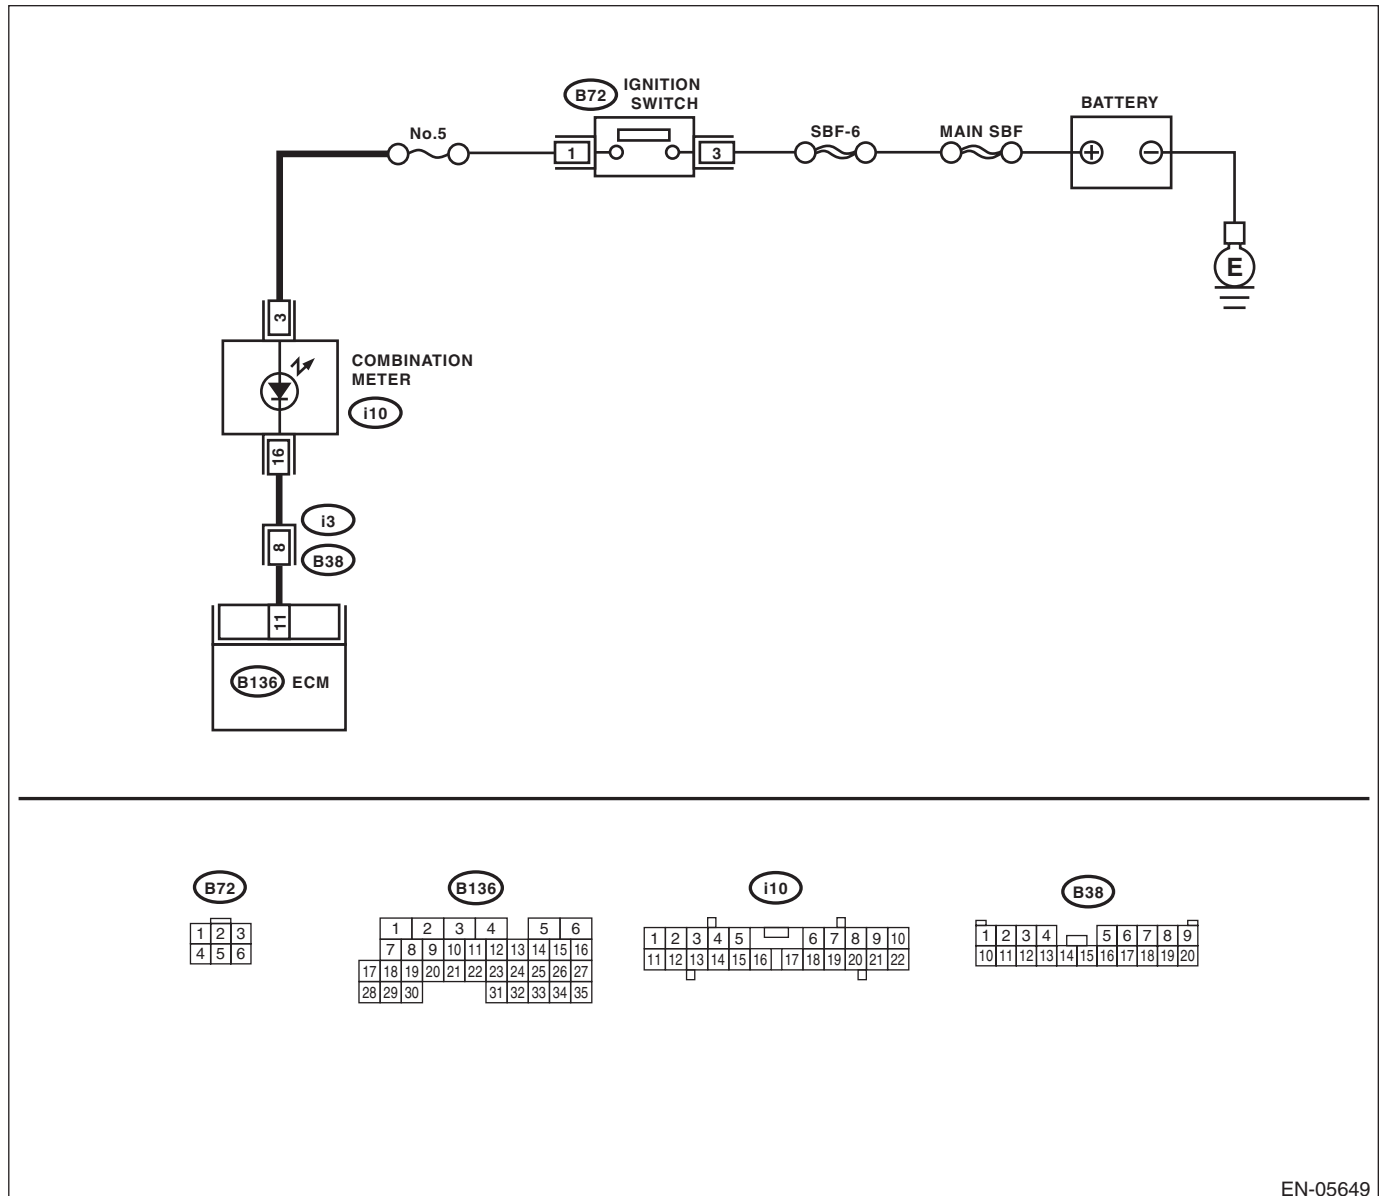 B72
IGNITION
SWITCH
No.5
1
3
SBF-6
MAIN SBF
BATTERY
+
−
E
3
COMBINATION
METER
i10
16
i3
8
B38
11
B136
ECM
B72
1 2 3
4 5 6
B136
1 2 3 4 5 6
7 8 9 10 11 12 13 14 15 16
17 18 19 20 21 22 23 24 25 26 27
28 29 30 31 32 33 34 35
i10
1 2 3 4 5 6 7 8 9 10
11 12 13 14 15 16 17 18 19 20 21 22
B38
1 2 3 4 5 6 7 8 9
10 11 12 13 14 15 16 17 18 19 20
EN-05649